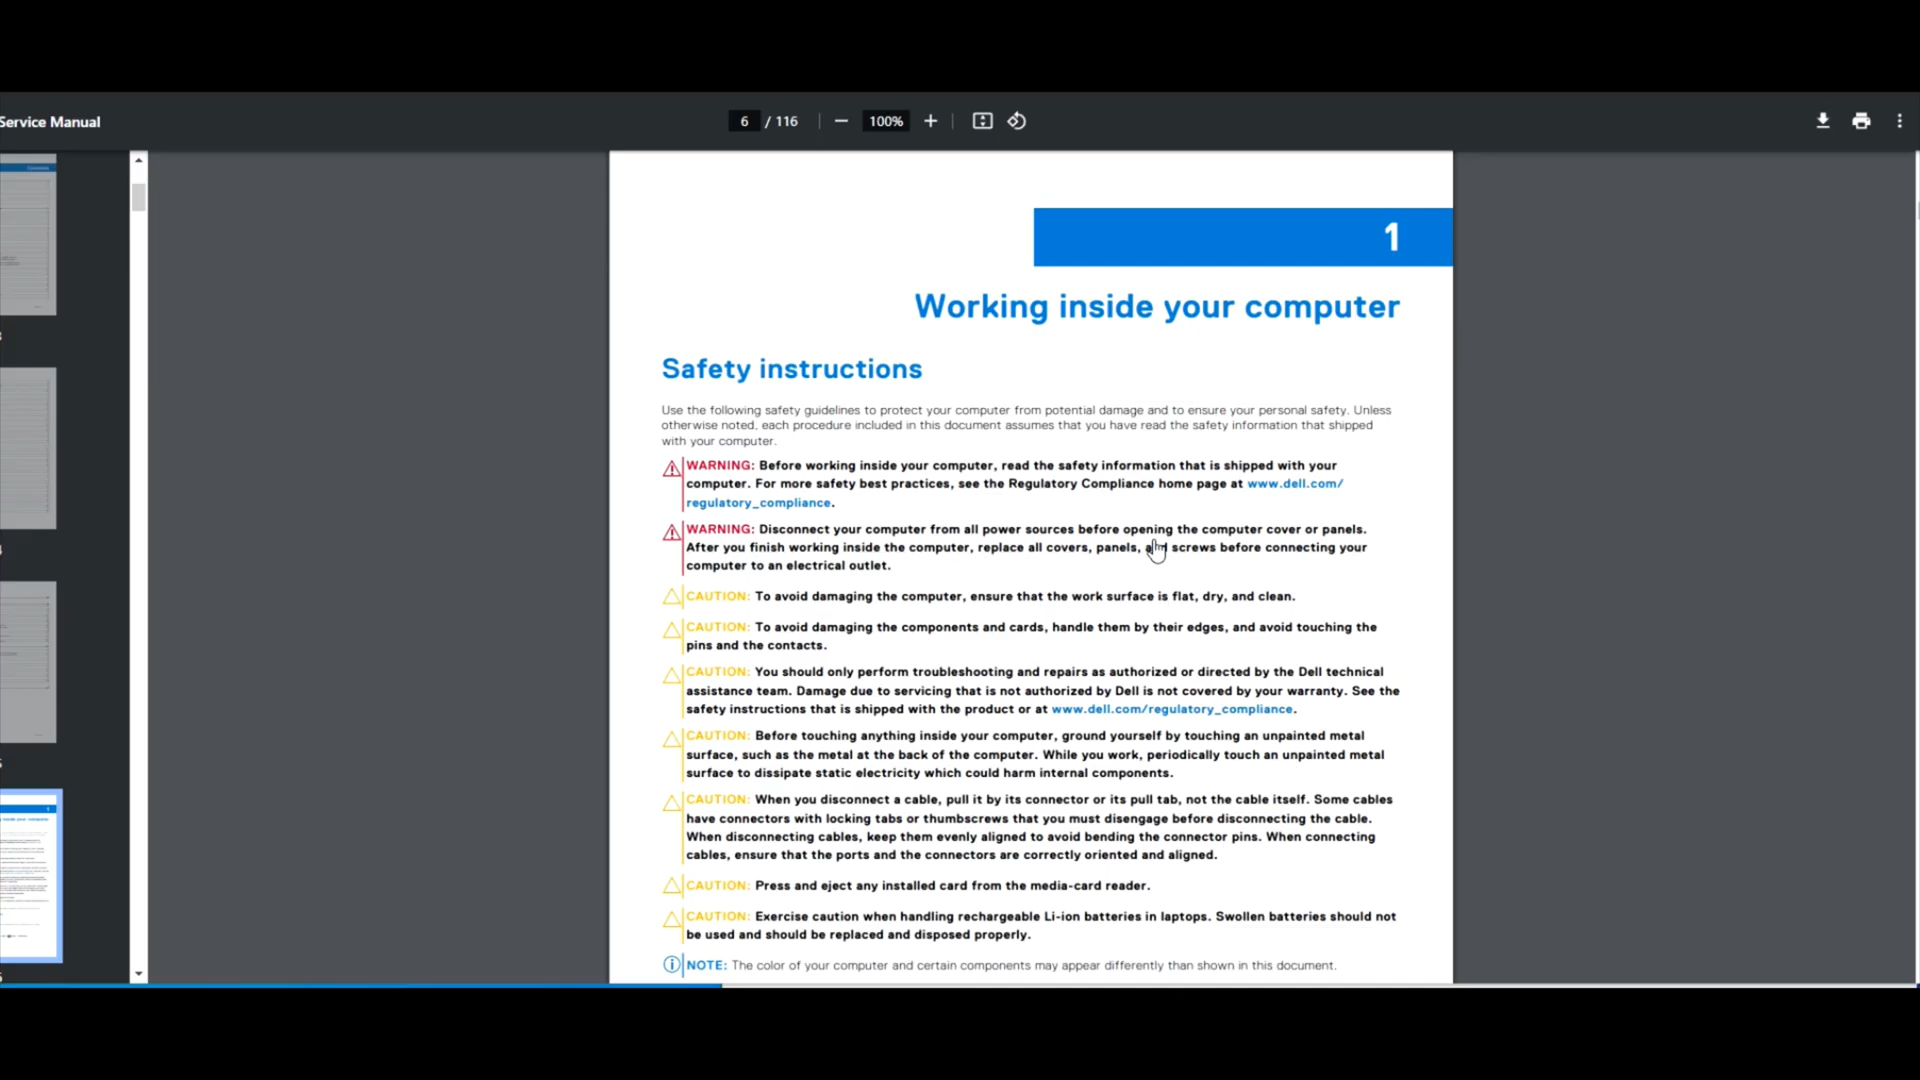 Service Manual
6 / 116
100%
1
Working inside your computer
Safety instructions
Use the following safety guidelines to protect your computer from potential damage and to ensure your personal safety. Unless
otherwise noted, each procedure included in this document assumes that you have read the safety information that shipped
with your computer.
WARNING: Before working inside your computer, read the safety information that is shipped with your
computer. For more safety best practices, see the Regulatory Compliance home page at www.dell.com/
regulatory_compliance.
WARNING: Disconnect your computer from all power sources before opening the computer cover or panels.
After you finish working inside the computer, replace all covers, panels, and screws before connecting your
computer to an electrical outlet.
CAUTION: To avoid damaging the computer, ensure that the work surface is flat, dry, and clean.
CAUTION: To avoid damaging the components and cards, handle them by their edges, and avoid touching the
pins and the contacts.
CAUTION: You should only perform troubleshooting and repairs as authorized or directed by the Dell technical
assistance team. Damage due to servicing that is not authorized by Dell is not covered by your warranty. See the
safety instructions that is shipped with the product or at www.dell.com/regulatory_compliance.
CAUTION: Before touching anything inside your computer, ground yourself by touching an unpainted metal
surface, such as the metal at the back of the computer. While you work, periodically touch an unpainted metal
surface to dissipate static electricity which could harm internal components.
CAUTION: When you disconnect a cable, pull it by its connector or its pull tab, not the cable itself. Some cables
have connectors with locking tabs or thumbscrews that you must disengage before disconnecting the cable.
When disconnecting cables, keep them evenly aligned to avoid bending the connector pins. When connecting
cables, ensure that the ports and the connectors are correctly oriented and aligned.
CAUTION: Press and eject any installed card from the media-card reader.
CAUTION: Exercise caution when handling rechargeable Li-ion batteries in laptops. Swollen batteries should not
be used and should be replaced and disposed properly.
NOTE: The color of your computer and certain components may appear differently than shown in this document.